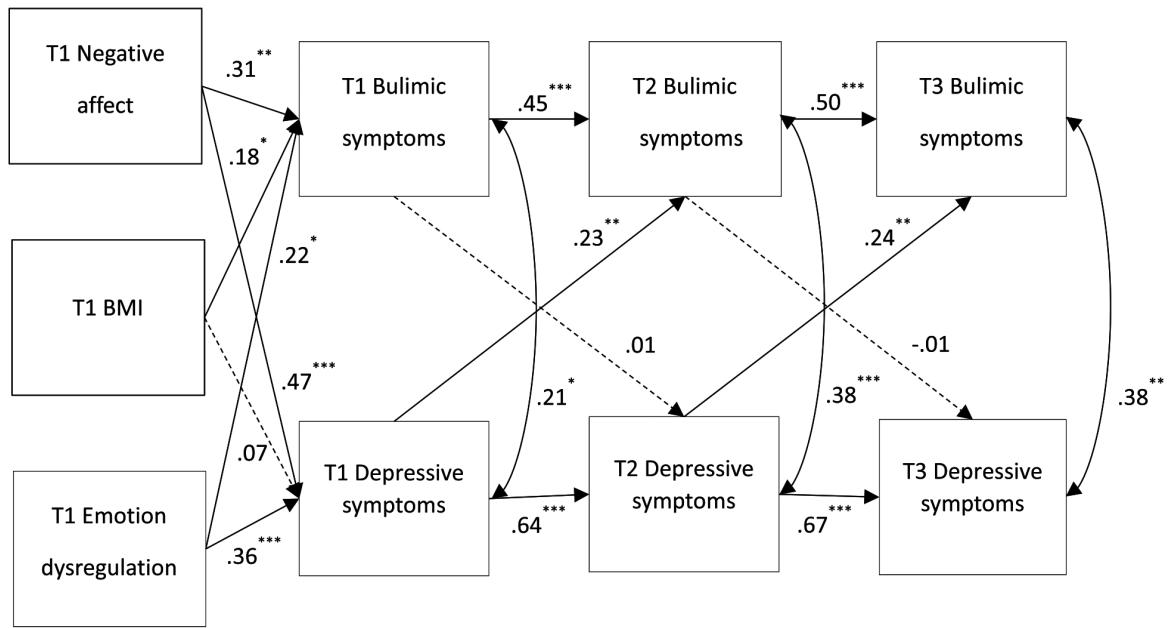 T1 Negative
affect
.31**
T1 Bulimic
symptoms
.45***
T2 Bulimic
symptoms
.50***
T3 Bulimic
symptoms
.18*
.22*
.23**
.24**
T1 BMI
.01
-.01
.47***
.21*
.38***
.38**
.07
T1 Depressive
symptoms
T2 Depressive
symptoms
T3 Depressive
symptoms
T1 Emotion
dysregulation
.36***
.64***
.67***